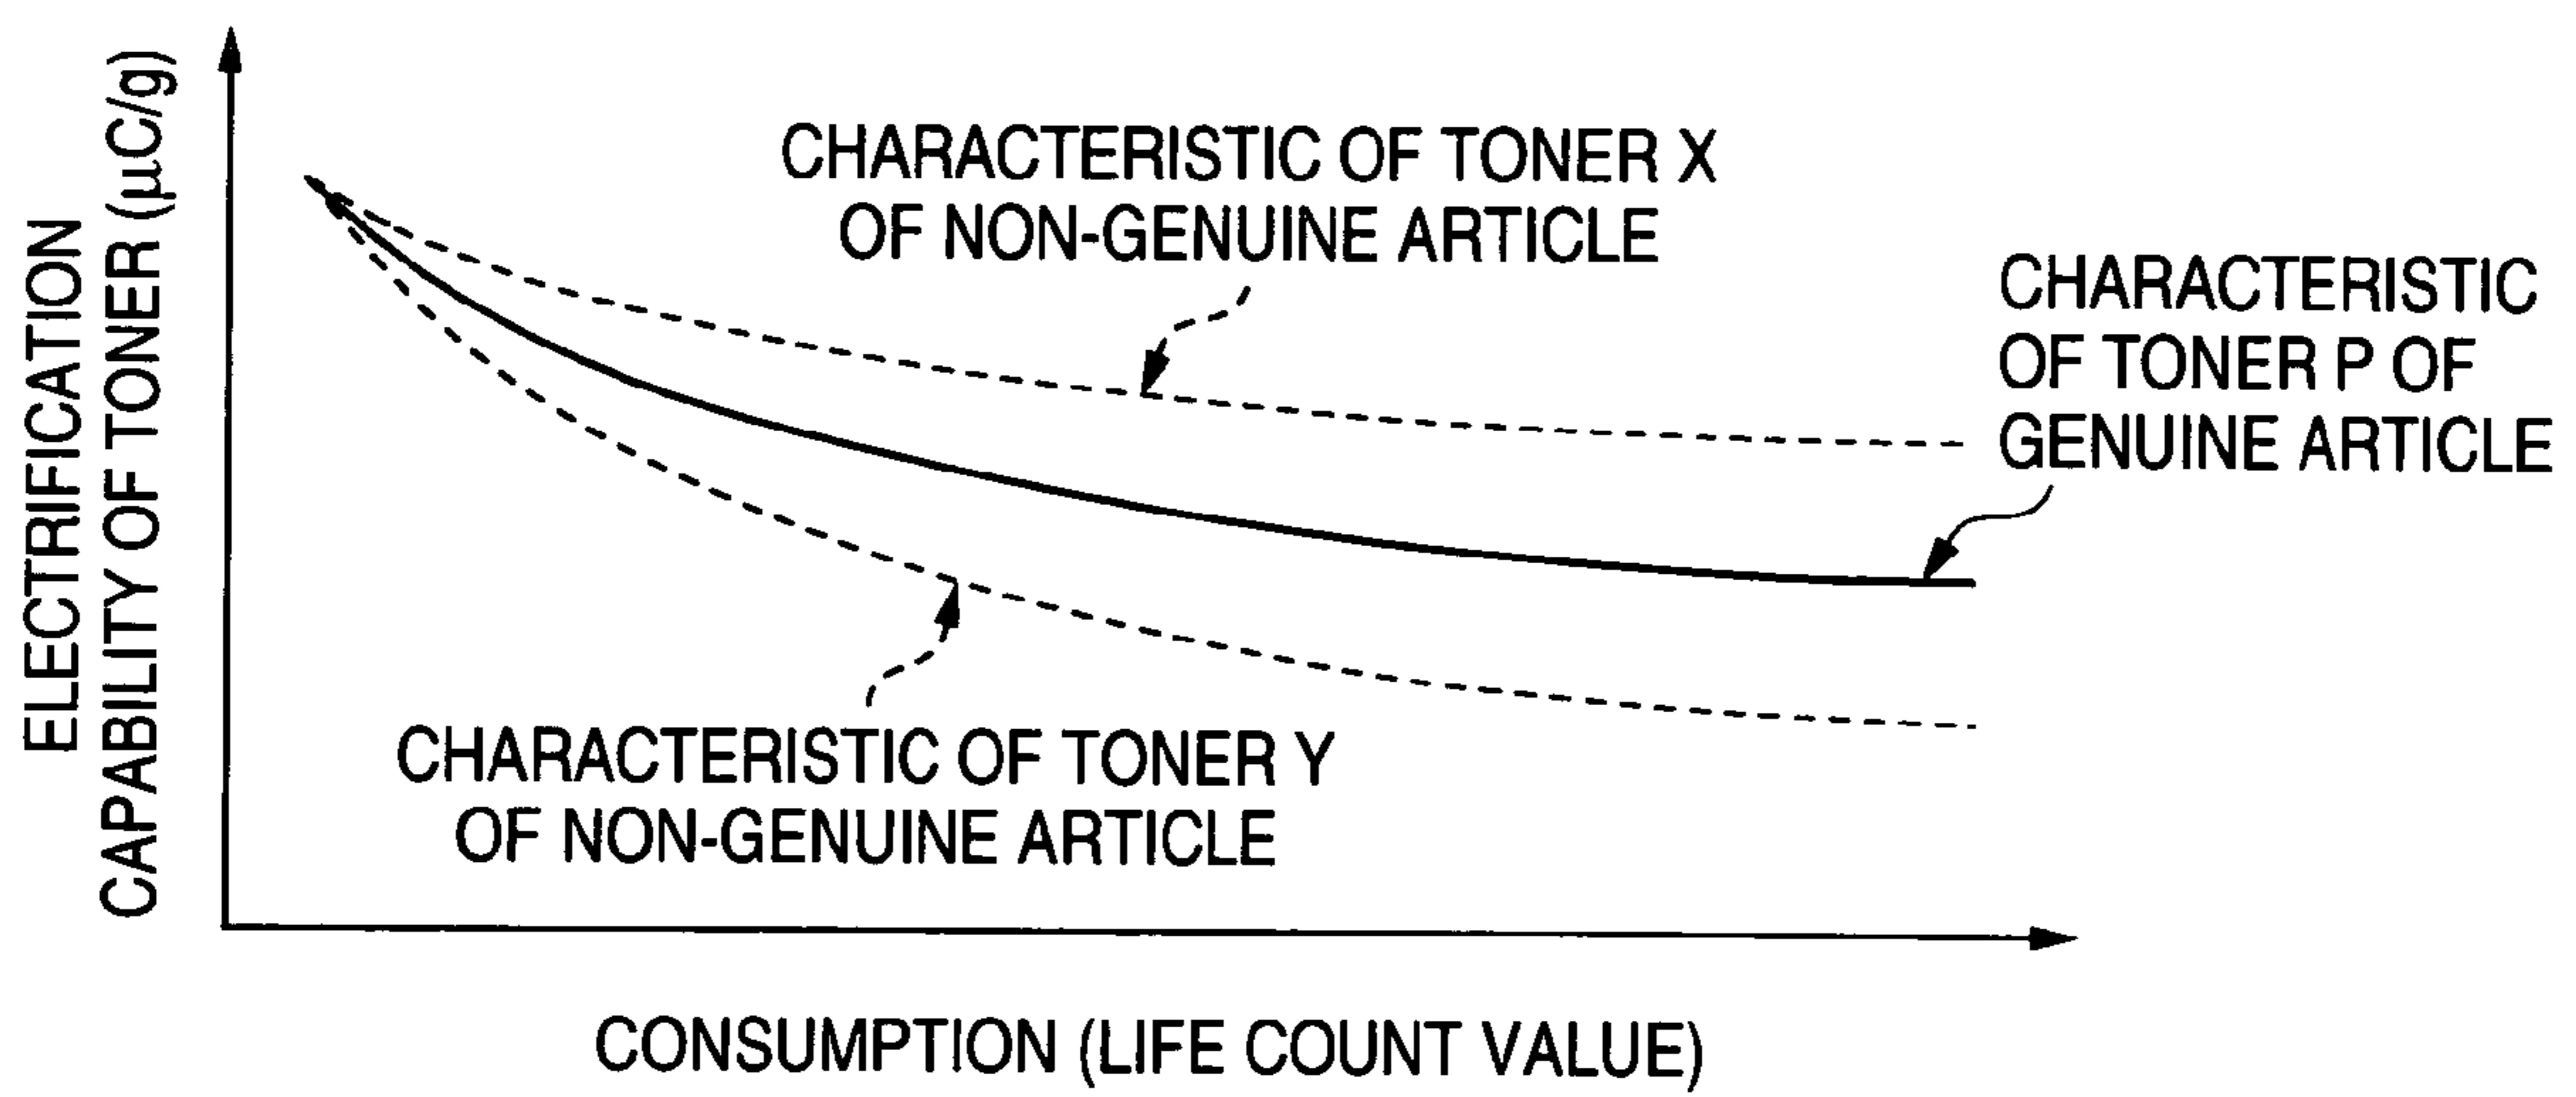 ELECTRIFICATION
CAPABILITY OF TONER (μC/g)
CHARACTERISTIC OF TONER X
OF NON-GENUINE ARTICLE
CHARACTERISTIC
OF TONER P OF
GENUINE ARTICLE
CHARACTERISTIC OF TONER Y
OF NON-GENUINE ARTICLE
CONSUMPTION (LIFE COUNT VALUE)